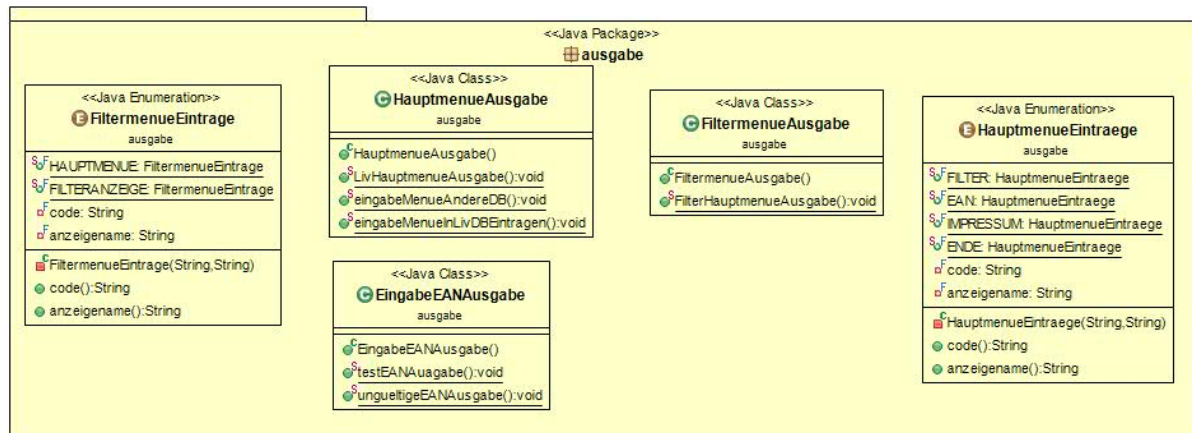 <<Java Package>>
ausgabe
<<Java Enumeration>>
FiltermenueEintrage
ausgabe
HAUPTMENUE: FiltermenueEintrage
FILTERANZEIGE: FiltermenueEintrage
code: String
anzeigename: String
FiltermenueEintrage(String,String)
code():String
anzeigename():String
<<Java Class>>
HauptmenueAusgabe
ausgabe
HauptmenueAusgabe()
LivHauptmenueAusgabe():void
eingabeMenueAndereDB():void
eingabeMenueInLivDBEintragen():void
<<Java Class>>
EingabeEANAusgabe
ausgabe
EingabeEANAusgabe()
testEANAuagabe():void
ungueltigeEANAusgabe():void
<<Java Class>>
FiltermenueAusgabe
ausgabe
FiltermenueAusgabe()
FilterHauptmenueAusgabe():void
<<Java Enumeration>>
HauptmenueEintraege
ausgabe
FILTER: HauptmenueEintraege
EAN: HauptmenueEintraege
IMPRESSUM: HauptmenueEintraege
ENDE: HauptmenueEintraege
code: String
anzeigename: String
HauptmenueEintraege(String,String)
code():String
anzeigename():String